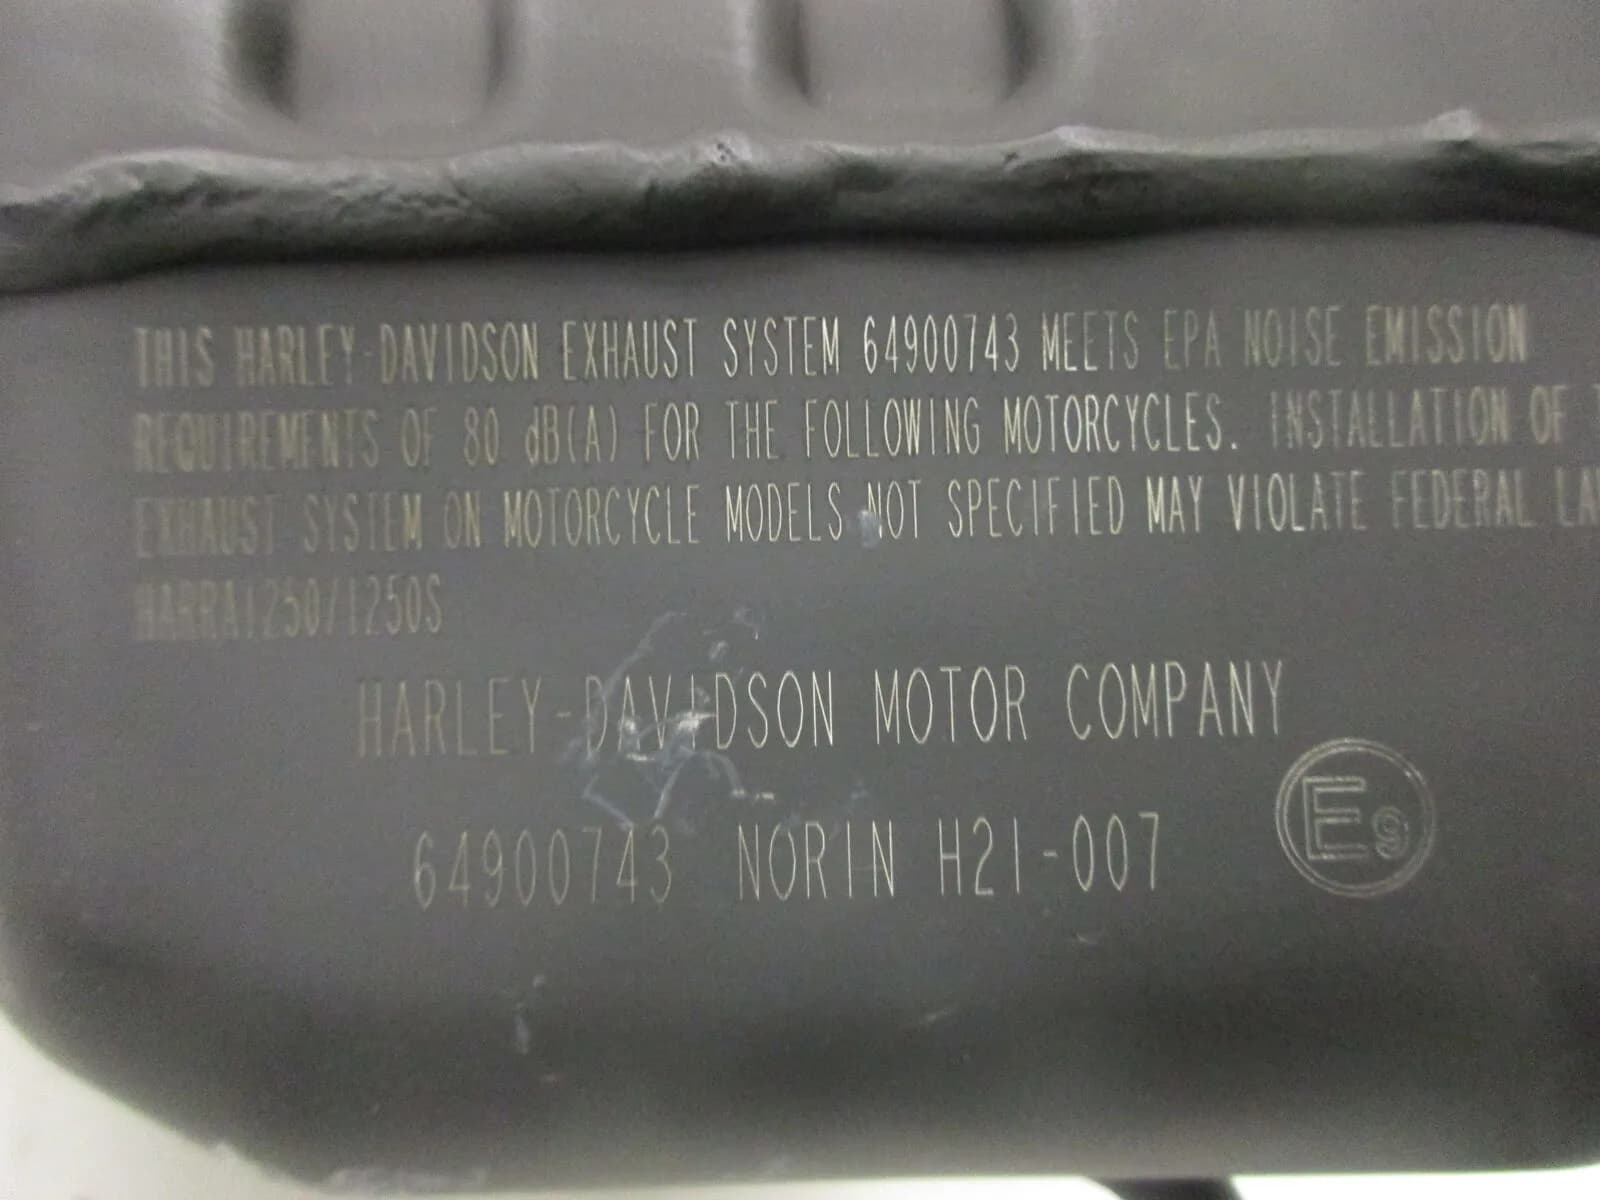 THIS HARLEY-DAVIDSON EXHAUST SYSTEM 64900743 MEETS EPA NOISE EMISSION
REQUIREMENTS OF 80 dB(A) FOR THE FOLLOWING MOTORCYCLES. INSTALLATION OF
EXHAUST SYSTEM ON MOTORCYCLE MODELS NOT SPECIFIED MAY VIOLATE FEDERAL
HARRA1250/1250S
HARLEY-DAVIDSON MOTOR COMPANY
64900743 NORIN H21-007
E9